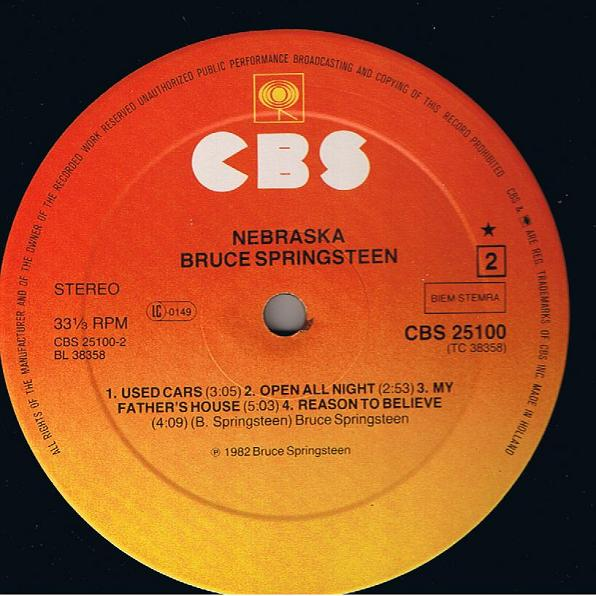 ALL RIGHTS OF THE MANUFACTURER AND OF THE OWNER OF THE RECORDED WORK RESERVED UNAUTHORIZED PUBLIC PERFORMANCE BROADCASTING AND COPYING OF THIS RECORD PROHIBITED CBS & ARE REG. TRADEMARKS OF CBS INC. MADE IN HOLLAND
CBS
NEBRASKA
BRUCE SPRINGSTEEN
★
2
STEREO
BIEM STEMRA
LC 0149
33⅓ RPM
CBS 25100-2
BL 38358
CBS 25100
(TC 38358)
1. USED CARS (3:05) 2. OPEN ALL NIGHT (2:53) 3. MY
FATHER'S HOUSE (5:03) 4. REASON TO BELIEVE
(4:09) (B. Springsteen) Bruce Springsteen
℗ 1982 Bruce Springsteen